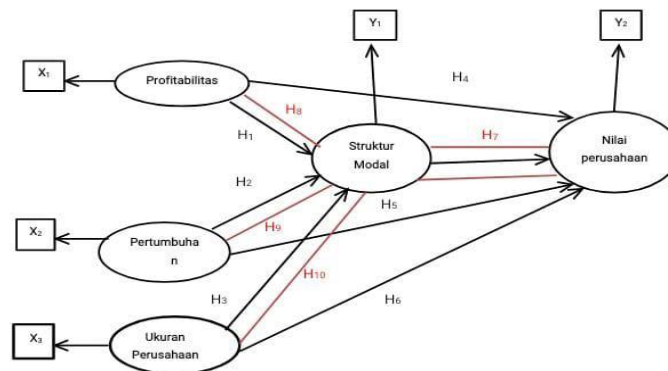 Y₁
Y₂
X₁
Profitabilitas
H₄
H₈
H₁
Struktur
Modal
H₇
Nilai
perusahaan
H₂
H₅
X₂
Pertumbuha
n
H₉
H₃
H₁₀
H₆
X₃
Ukuran
Perusahaan